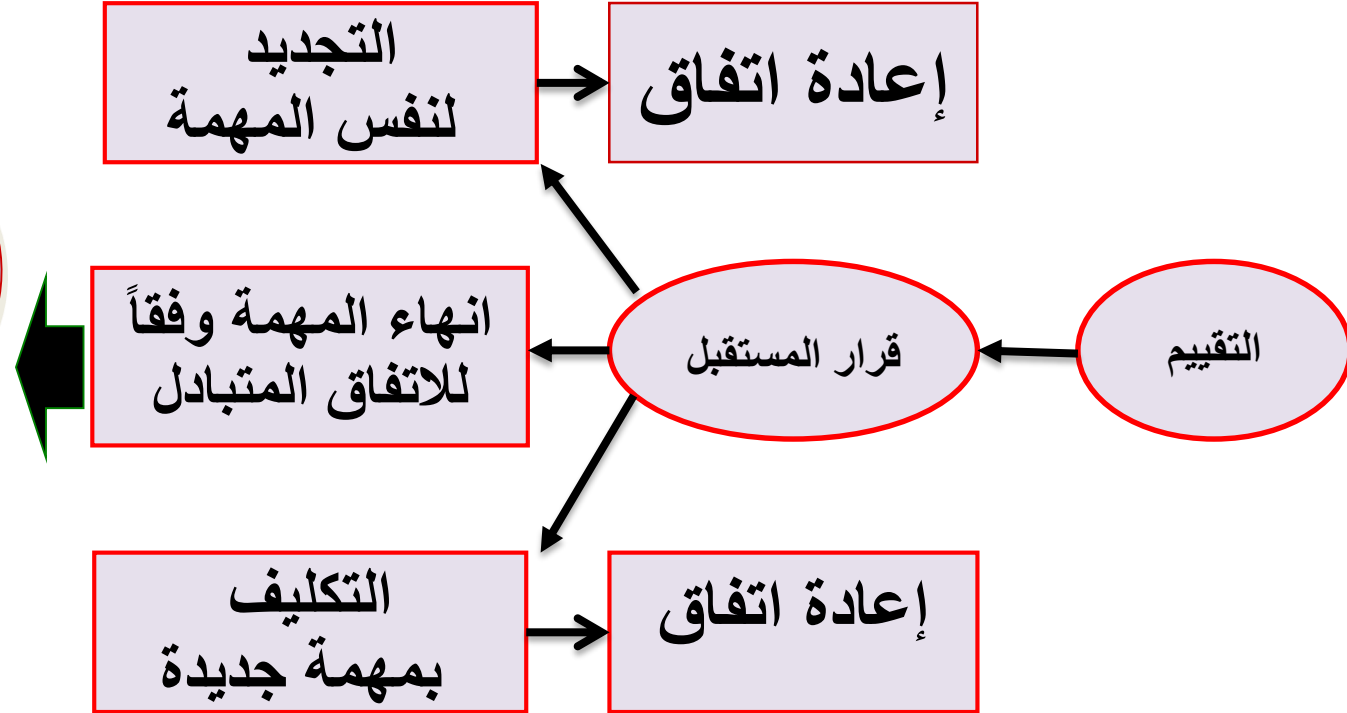 التجديد
لنفس المهمة
إعادة اتفاق
التقييم
قرار المستقبل
انهاء المهمة وفقاً
للاتفاق المتبادل
التكليف
بمهمة جديدة
إعادة اتفاق